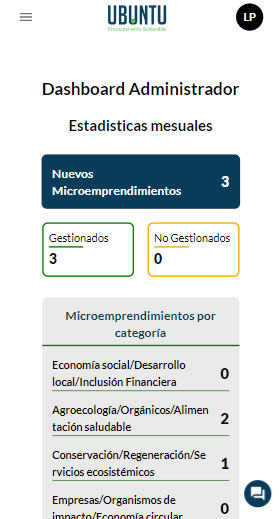 UBUNTU
Financiamiento Sostenible
LP
Dashboard Administrador
Estadisticas mesuales
Nuevos
Microemprendimientos
3
Gestionados
3
No Gestionados
0
Microemprendimientos por
categoría
Economía social/Desarrollo
local/Inclusión Financiera
0
Agroecología/Orgánicos/Alimen
tación saludable
2
Conservación/Regeneración/Se
rvicios ecosistémicos
1
Empresas/Organismos de
impacto/Economía circular
0